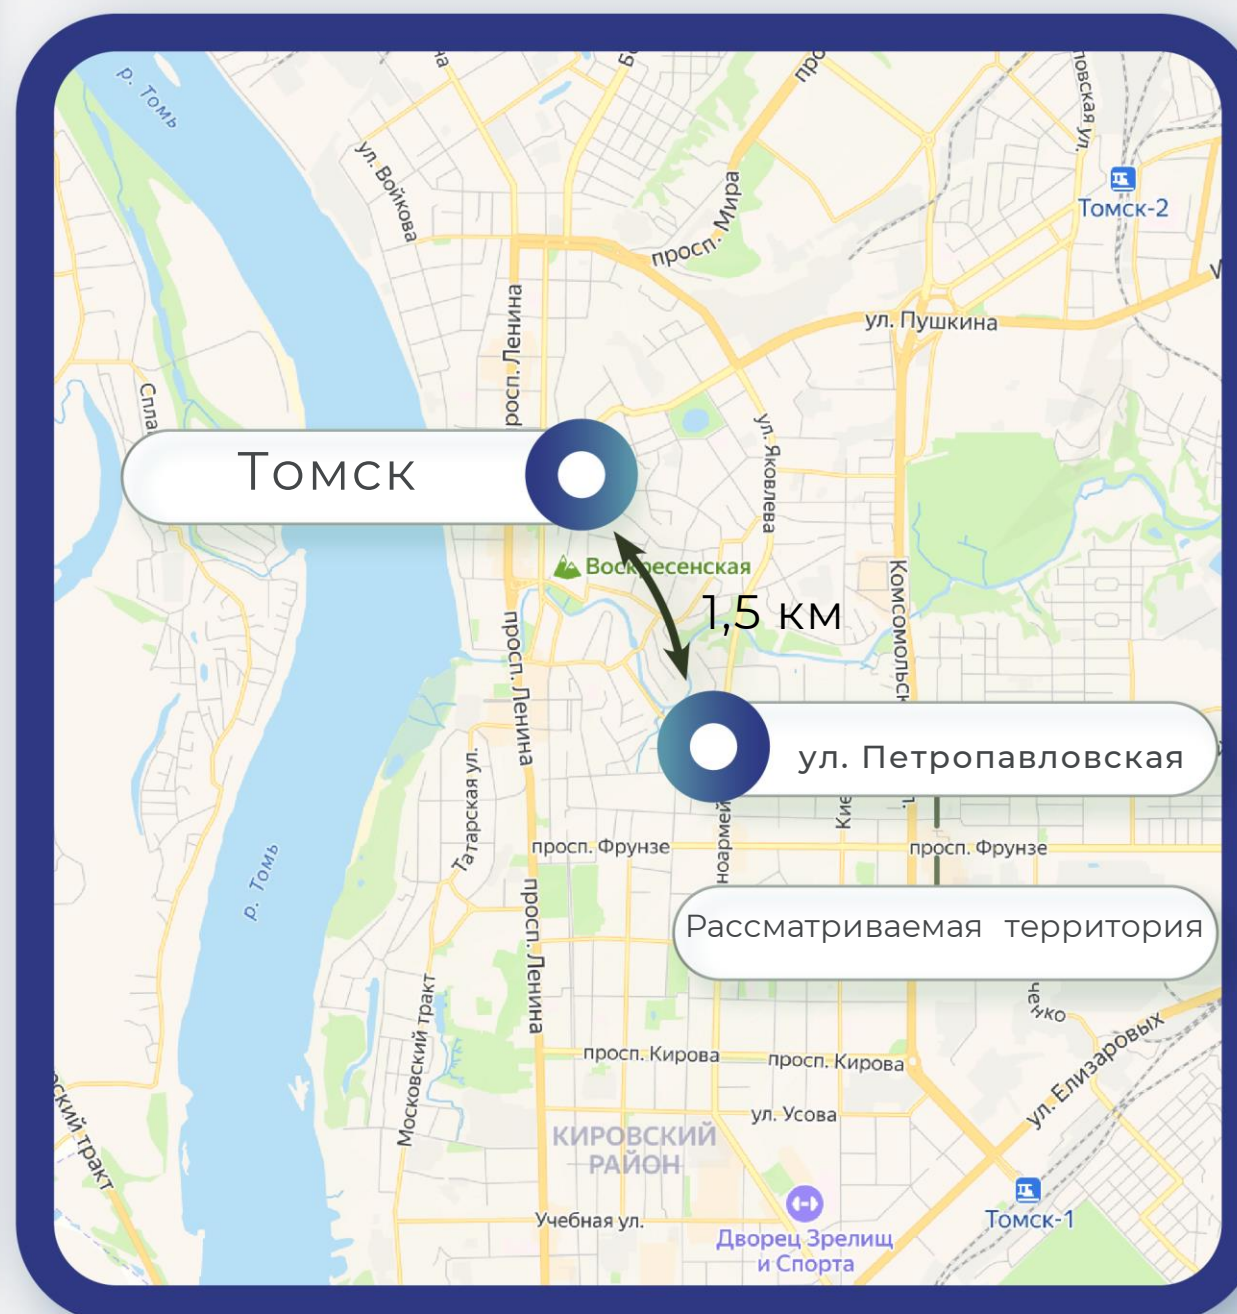 р. Томь
ул. Войкова
просп. Мира
Томск-2
ул. Пушкина
просп. Ленина
ул. Яковлева
Томск
Воскресенская
1,5 км
просп. Ленина
ул. Петропавловская
Татарская ул.
просп. Фрунзе
просп. Фрунзе
р. Томь
Рассматриваемая территория
просп. Ленина
Московский тракт
просп. Кирова
просп. Кирова
ул. Елизаровых
ул. Усова
КИРОВСКИЙ
РАЙОН
Томск-1
Учебная ул.
Дворец Зрелищ
и Спорта